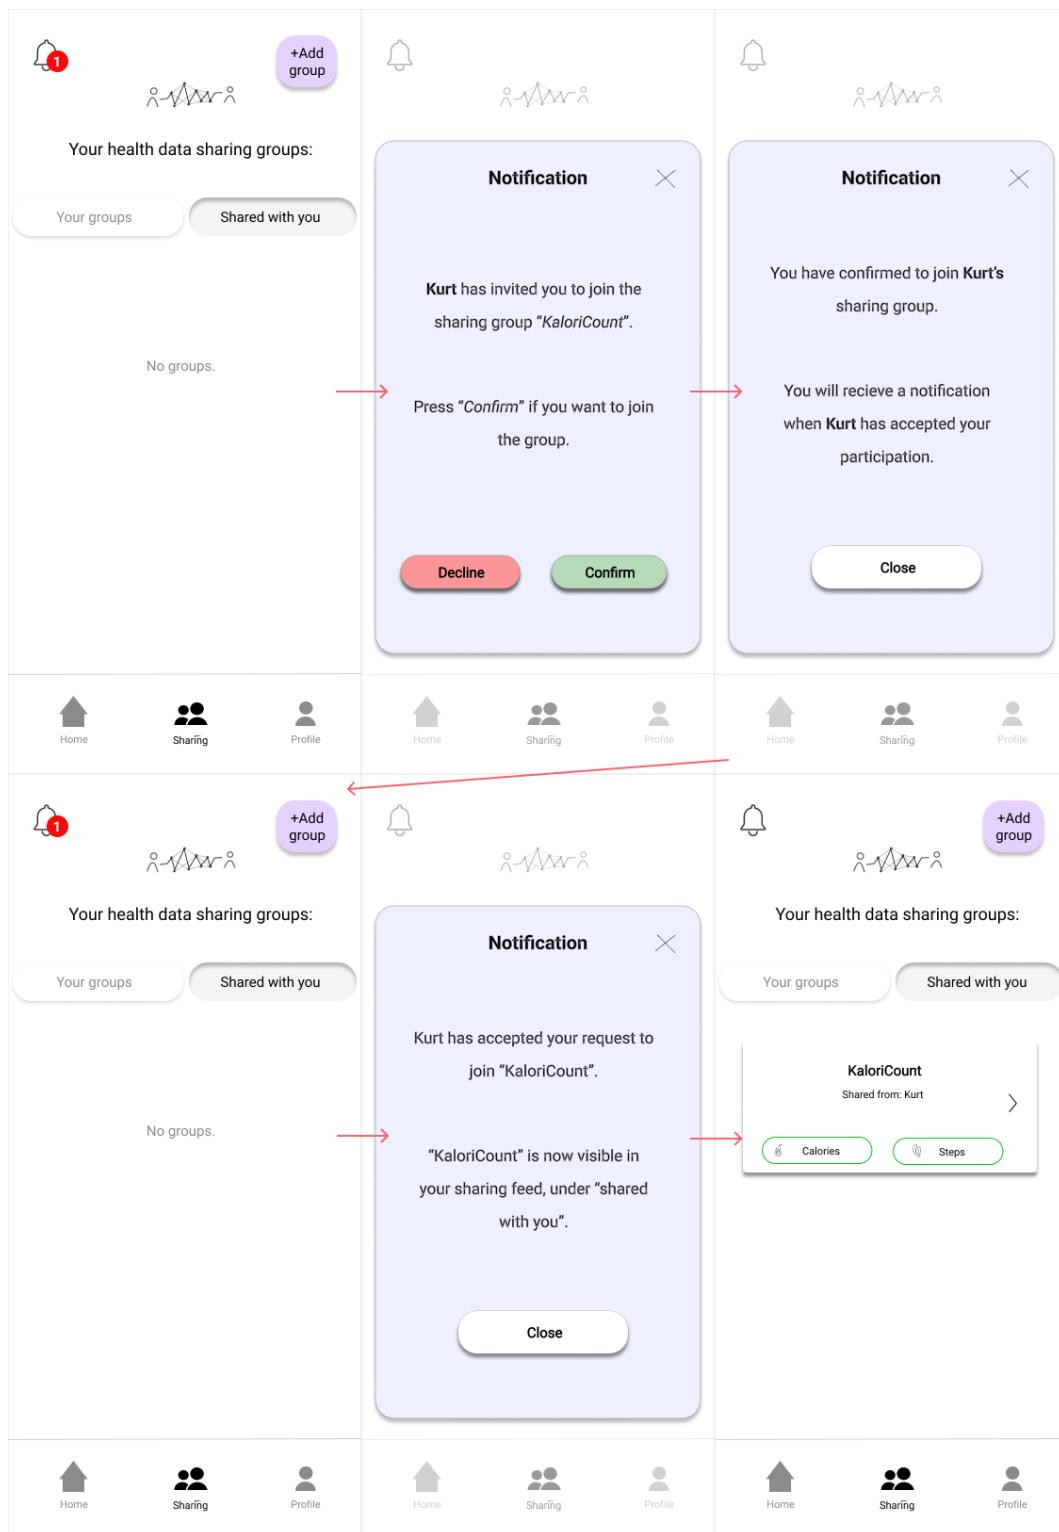 1
+Add
group
Your health data sharing groups:
Your groups
Shared with you
No groups.
Home
Sharing
Profile
Notification
Kurt has invited you to join the
sharing group “KaloriCount”.
Press “Confirm” if you want to join
the group.
Decline
Confirm
Home
Sharing
Profile
Notification
You have confirmed to join Kurt’s
sharing group.
You will recieve a notification
when Kurt has accepted your
participation.
Close
Home
Sharing
Profile
1
+Add
group
Your health data sharing groups:
Your groups
Shared with you
No groups.
Home
Sharing
Profile
Notification
Kurt has accepted your request to
join “KaloriCount”.
“KaloriCount” is now visible in
your sharing feed, under “shared
with you”.
Close
Home
Sharing
Profile
+Add
group
Your health data sharing groups:
Your groups
Shared with you
KaloriCount
Shared from: Kurt
Calories
Steps
Home
Sharing
Profile